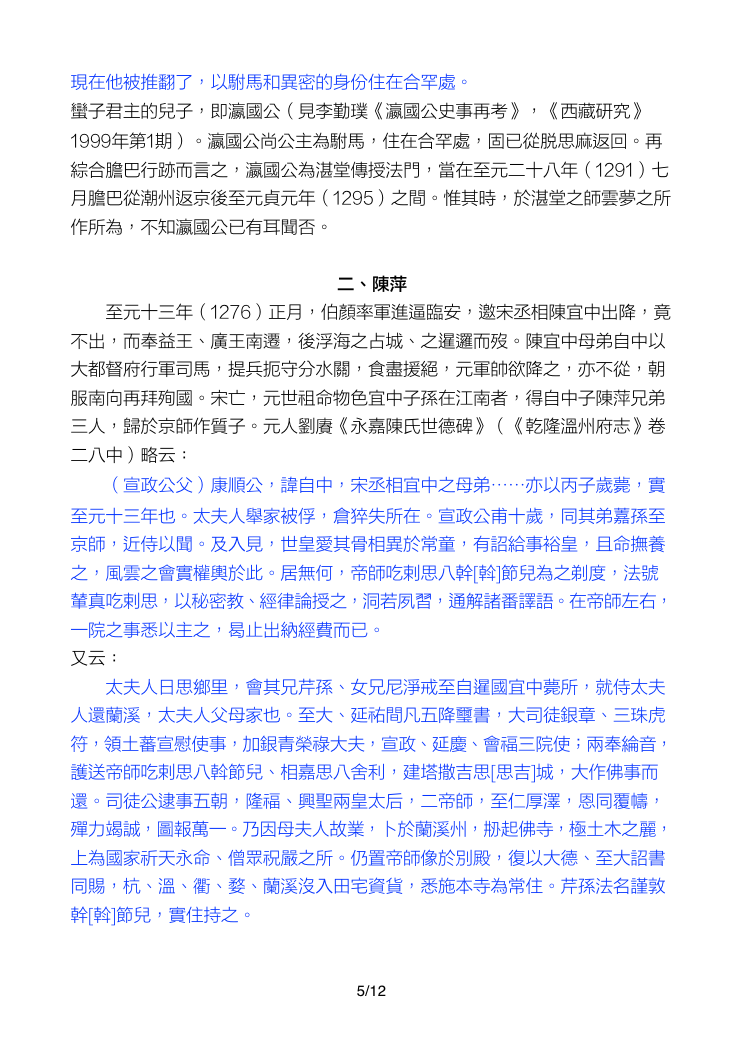 現在他被推翻了，以駙馬和異密的身份住在合罕處。
蠻子君主的兒子，即瀛國公（見李勤璞《瀛國公史事再考》，《西藏研究》
1999年第1期）。瀛國公尚公主為駙馬，住在合罕處，固已從脱思麻返回。再
綜合膽巴行跡而言之，瀛國公為湛堂傳授法門，當在至元二十八年（1291）七
月膽巴從潮州返京後至元貞元年（1295）之間。惟其時，於湛堂之師雲夢之所
作所為，不知瀛國公已有耳聞否。
二、陳萍
至元十三年（1276）正月，伯顏率軍進逼臨安，邀宋丞相陳宜中出降，竟
不出，而奉益王、廣王南遷，後浮海之占城、之暹邏而歿。陳宜中母弟自中以
大都督府行軍司馬，提兵扼守分水關，食盡援絕，元軍帥欲降之，亦不從，朝
服南向再拜殉國。宋亡，元世祖命物色宜中子孫在江南者，得自中子陳萍兄弟
三人，歸於京師作質子。元人劉賡《永嘉陳氏世德碑》（《乾隆溫州府志》卷
二八中）略云：
（宣政公父）康順公，諱自中，宋丞相宜中之母弟……亦以丙子歲薨，實
至元十三年也。太夫人舉家被俘，倉猝失所在。宣政公甫十歲，同其弟蠚孫至
京師，近侍以聞。及入見，世皇愛其骨相異於常童，有詔給事裕皇，且命撫養
之，風雲之會實權輿於此。居無何，帝師吃剌思八幹[斡]節兒為之剃度，法號
輦真吃剌思，以秘密教、經律論授之，洞若夙習，通解諸番譯語。在帝師左右，
一院之事悉以主之，曷止出納經費而已。
又云：
太夫人日思鄉里，會其兄芹孫、女兄尼淨戒至自暹國宜中薨所，就侍太夫
人還蘭溪，太夫人父母家也。至大、延祐間凡五降璽書，大司徒銀章、三珠虎
符，領土蕃宣慰使事，加銀青榮祿大夫，宣政、延慶、會福三院使；兩奉綸音，
護送帝師吃剌思八斡節兒、相嘉思八舍利，建塔撒吉思[思吉]城，大作佛事而
還。司徒公逮事五朝，隆福、興聖兩皇太后，二帝師，至仁厚澤，恩同覆幬，
殫力竭誠，圖報萬一。乃因母夫人故業，卜於蘭溪州，剏起佛寺，極土木之麗，
上為國家祈天永命、僧眾祝嚴之所。仍置帝師像於別殿，復以大德、至大詔書
同賜，杭、溫、衢、婺、蘭溪沒入田宅資貨，悉施本寺為常住。芹孫法名謹敦
幹[斡]節兒，實住持之。
5/12